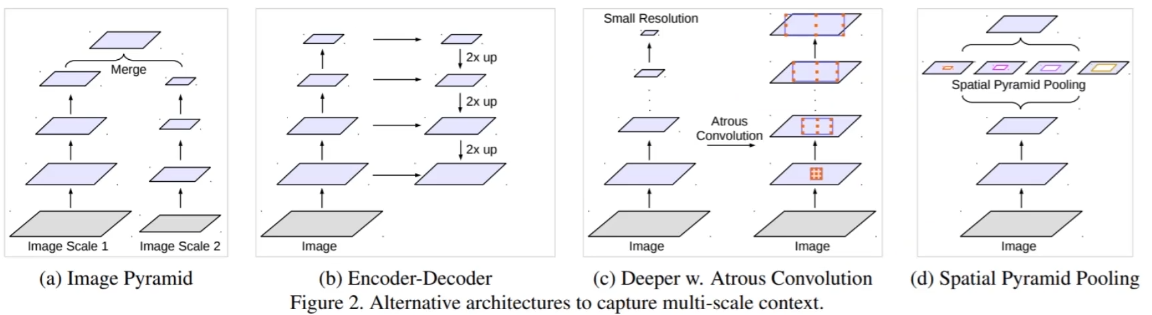 Merge
Image Scale 1
Image Scale 2
(a) Image Pyramid
2x up
2x up
2x up
Image
(b) Encoder-Decoder
Small Resolution
Atrous
Convolution
Image
Image
(c) Deeper w. Atrous Convolution
Spatial Pyramid Pooling
Image
(d) Spatial Pyramid Pooling
Figure 2. Alternative architectures to capture multi-scale context.